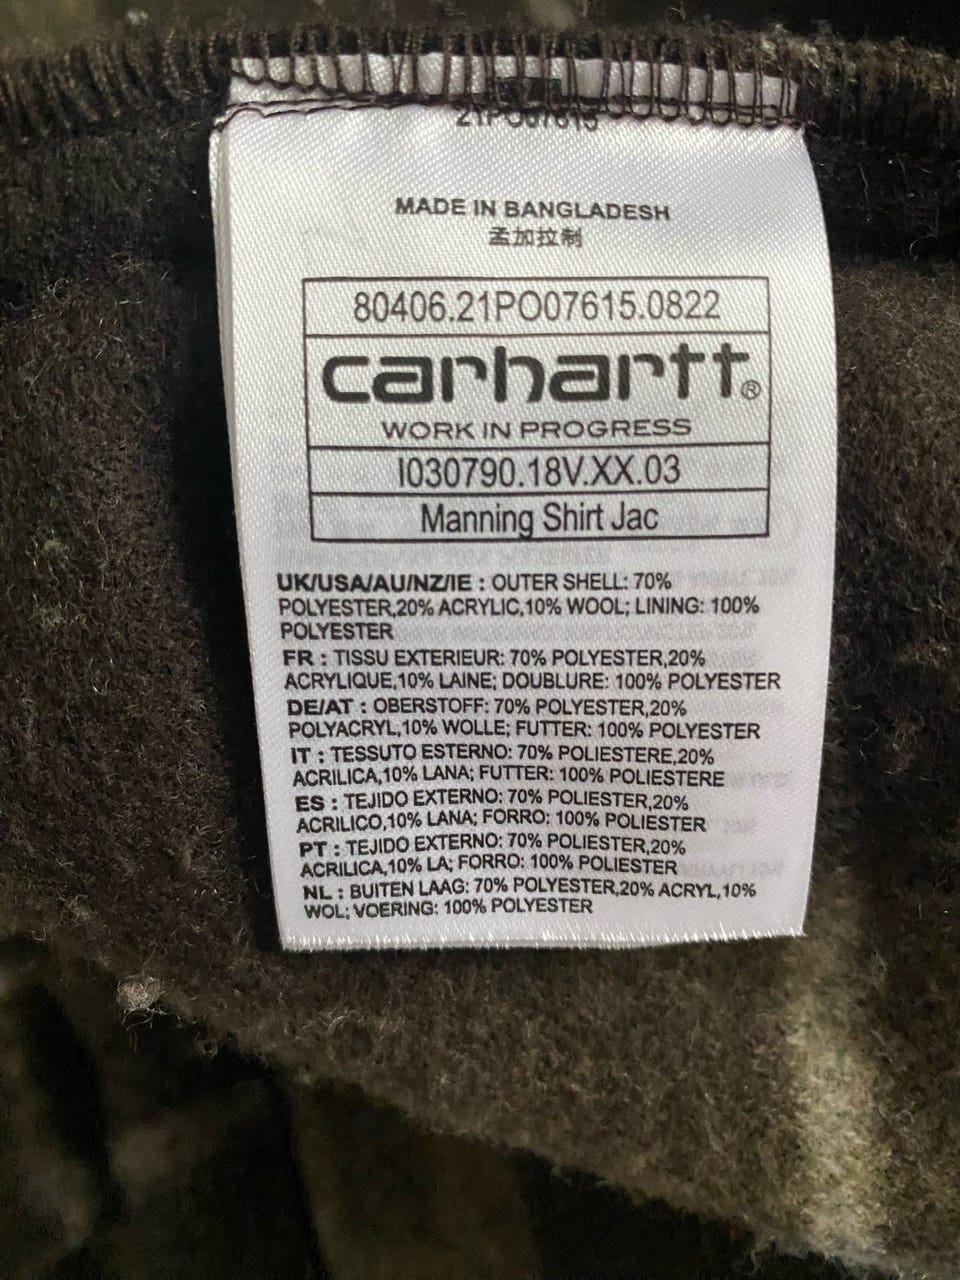 21PO07615
MADE IN BANGLADESH
孟加拉制
80406.21PO07615.0822
carhartt®
WORK IN PROGRESS
I030790.18V.XX.03
Manning Shirt Jac
UK/USA/AU/NZ/IE : OUTER SHELL: 70%
POLYESTER,20% ACRYLIC,10% WOOL; LINING: 100%
POLYESTER
FR : TISSU EXTERIEUR: 70% POLYESTER,20%
ACRYLIQUE,10% LAINE; DOUBLURE: 100% POLYESTER
DE/AT : OBERSTOFF: 70% POLYESTER,20%
POLYACRYL,10% WOLLE; FUTTER: 100% POLYESTER
IT : TESSUTO ESTERNO: 70% POLIESTERE,20%
ACRILICA,10% LANA; FUTTER: 100% POLIESTERE
ES : TEJIDO EXTERNO: 70% POLIESTER,20%
ACRILICO,10% LANA; FORRO: 100% POLIESTER
PT : TEJIDO EXTERNO: 70% POLIESTER,20%
ACRILICA,10% LA; FORRO: 100% POLIESTER
NL : BUITEN LAAG: 70% POLYESTER,20% ACRYL,10%
WOL; VOERING: 100% POLYESTER